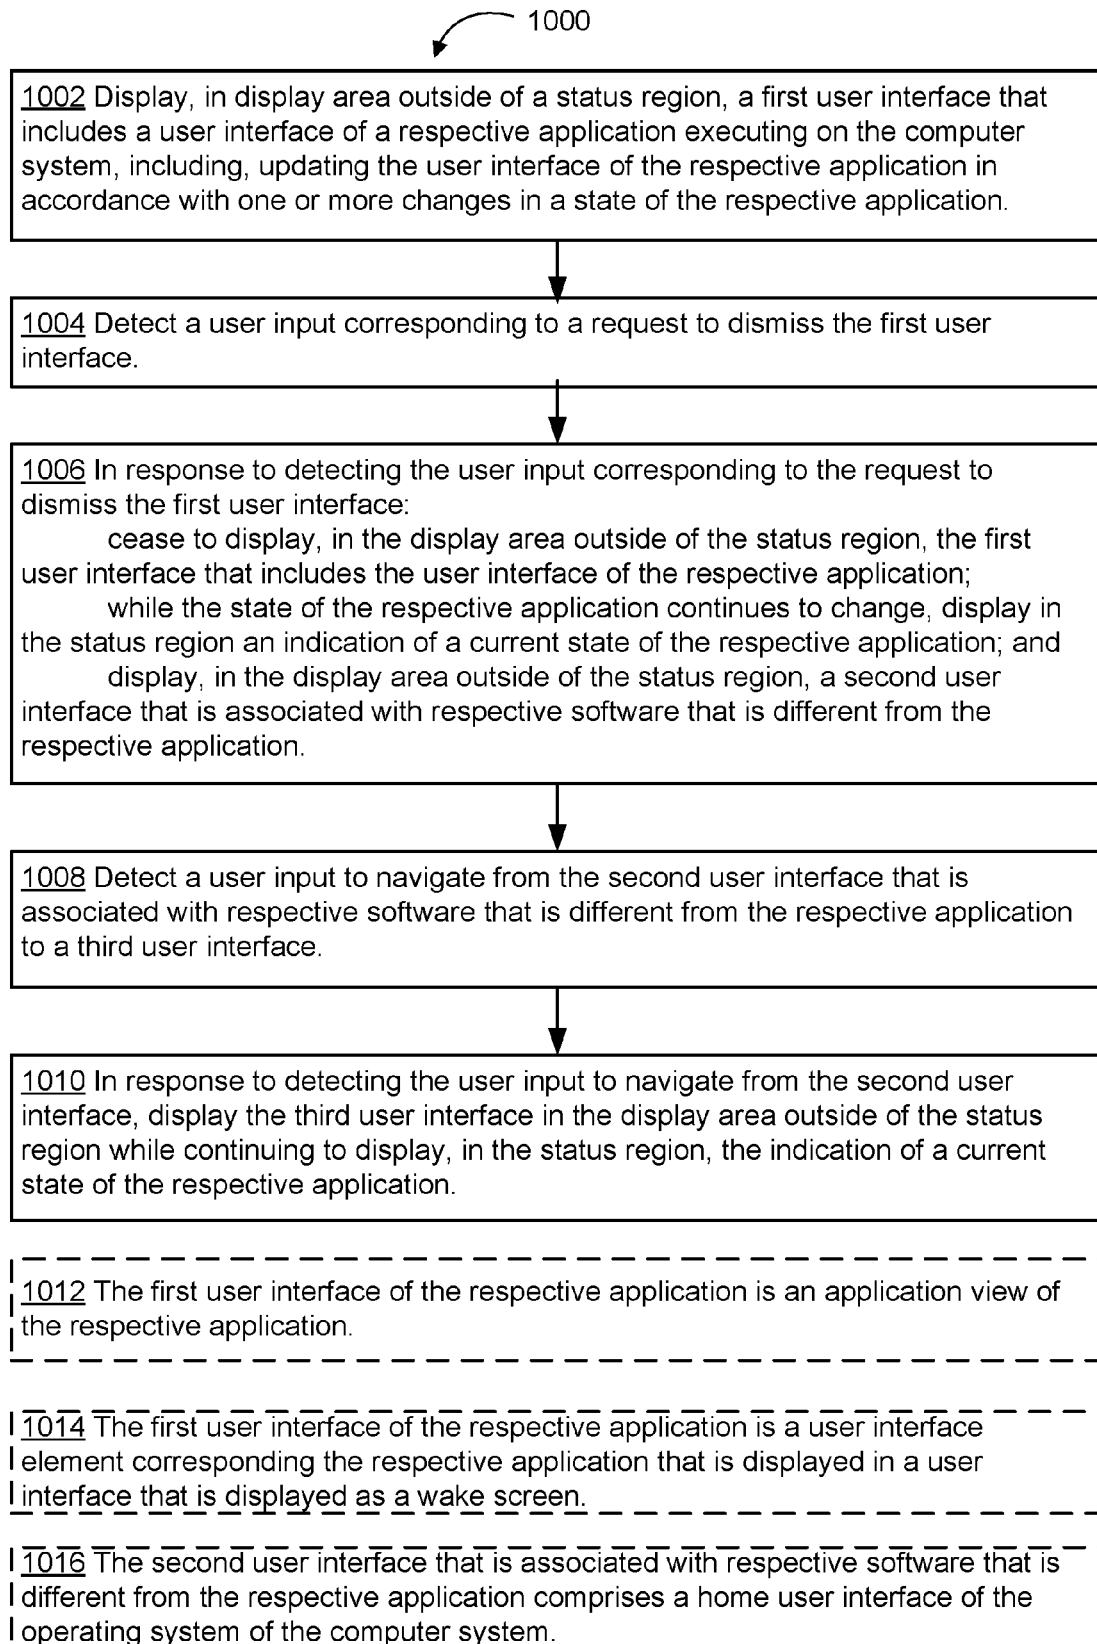 1000
1002 Display, in display area outside of a status region, a first user interface that
includes a user interface of a respective application executing on the computer
system, including, updating the user interface of the respective application in
accordance with one or more changes in a state of the respective application.
1004 Detect a user input corresponding to a request to dismiss the first user
interface.
1006 In response to detecting the user input corresponding to the request to
dismiss the first user interface:
cease to display, in the display area outside of the status region, the first
user interface that includes the user interface of the respective application;
while the state of the respective application continues to change, display in
the status region an indication of a current state of the respective application; and
display, in the display area outside of the status region, a second user
interface that is associated with respective software that is different from the
respective application.
1008 Detect a user input to navigate from the second user interface that is
associated with respective software that is different from the respective application
to a third user interface.
1010 In response to detecting the user input to navigate from the second user
interface, display the third user interface in the display area outside of the status
region while continuing to display, in the status region, the indication of a current
state of the respective application.
1012 The first user interface of the respective application is an application view of
the respective application.
1014 The first user interface of the respective application is a user interface
element corresponding the respective application that is displayed in a user
interface that is displayed as a wake screen.
1016 The second user interface that is associated with respective software that is
different from the respective application comprises a home user interface of the
operating system of the computer system.